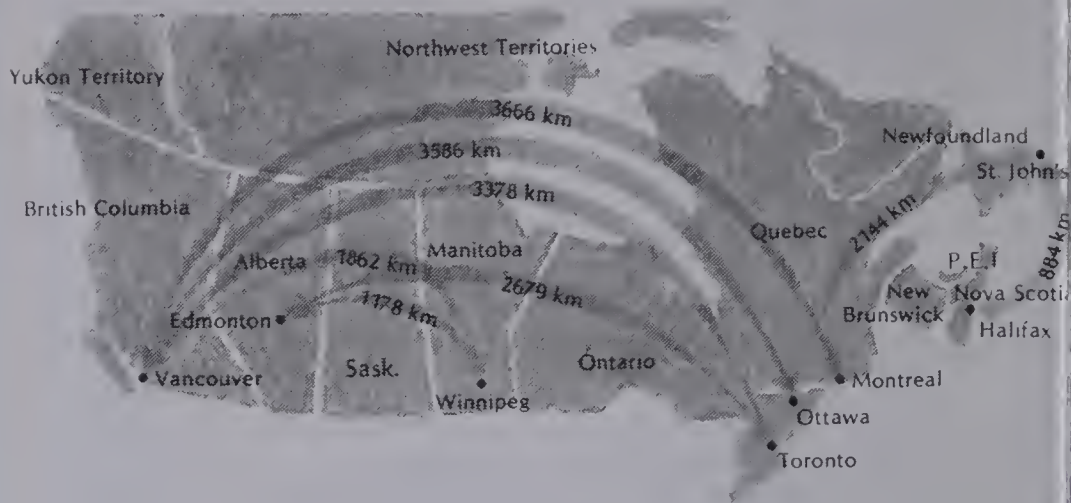 Northwest Territories
Yukon Territory
3666 km
Newfoundland
3586 km
St. John's
3378 km
British Columbia
Quebec
2144 km
884 km
Manitoba
Alberta
1862 km
P.E.I
2679 km
New
Brunswick
Nova Scoti
1178 km
Edmonton
Halifax
Ontario
Sask.
Vancouver
Montreal
Winnipeg
Ottawa
Toronto